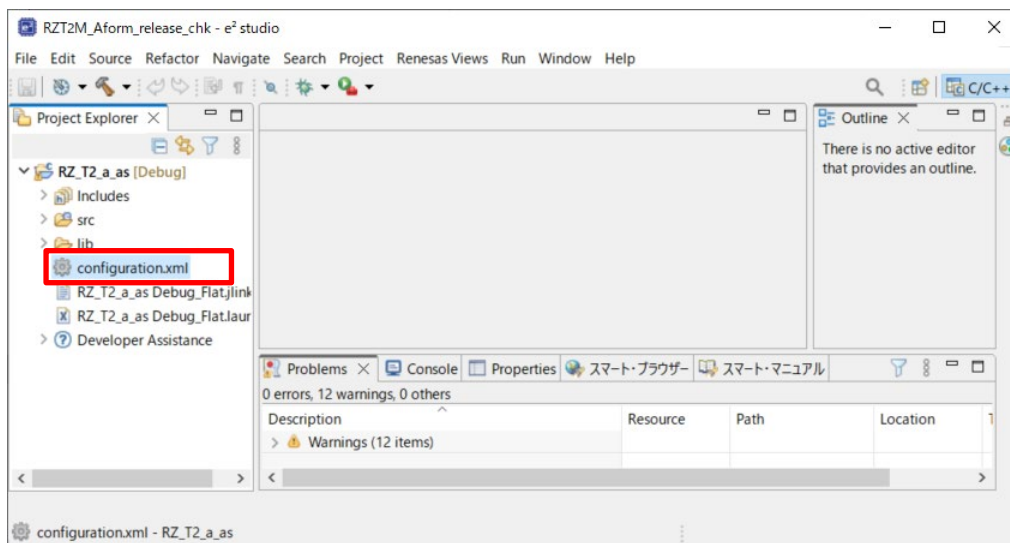 RZT2M_Aform_release_chk - e² studio
File Edit Source Refactor Navigate Search Project Renesas Views Run Window Help
C/C++
Project Explorer
RZ_T2_a_as [Debug]
Includes
src
lib
configuration.xml
RZ_T2_a_as Debug_Flat.jlink
RZ_T2_a_as Debug_Flat.laun
Developer Assistance
Outline
There is no active editor
that provides an outline.
Problems Console Properties スマート・ブラウザー スマート・マニュアル
0 errors, 12 warnings, 0 others
Description Resource Path Location
Warnings (12 items)
configuration.xml - RZ_T2_a_as